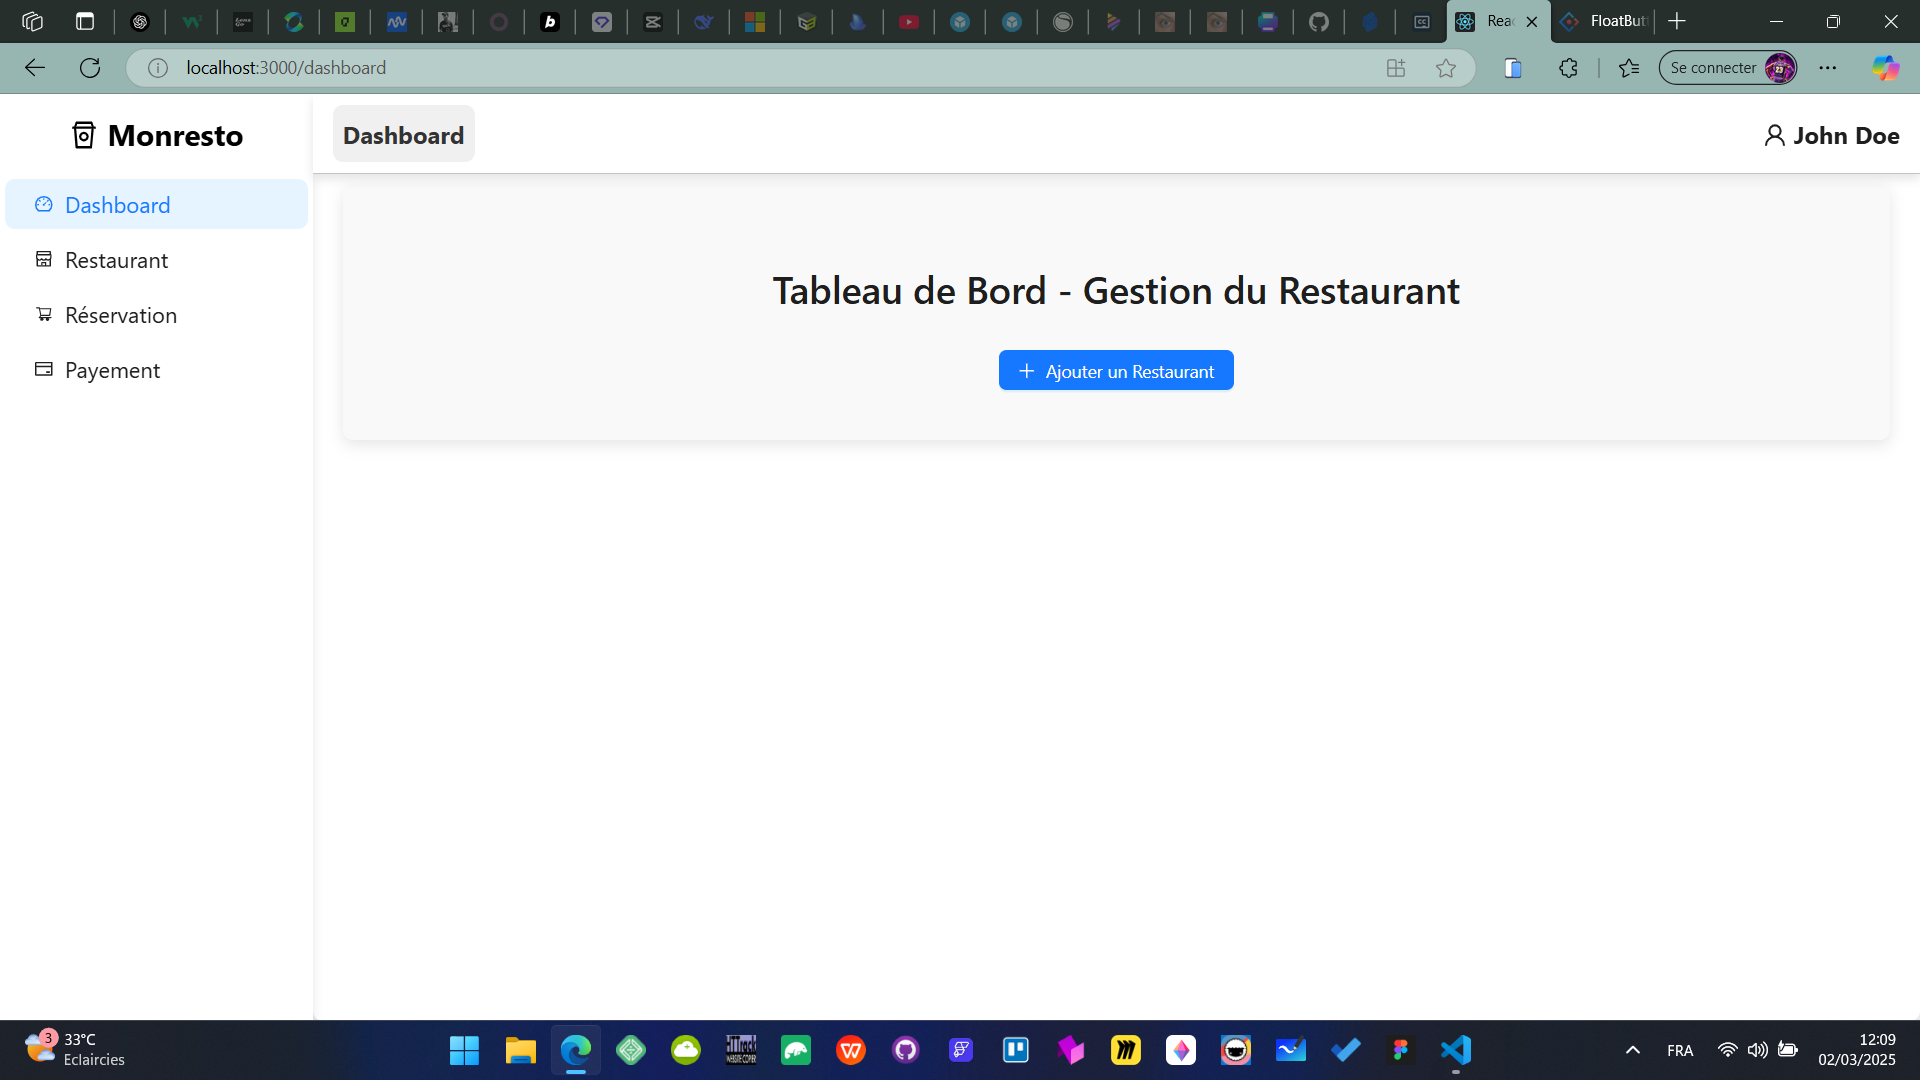 Reac
FloatButt
localhost:3000/dashboard
Se connecter
Monresto
Dashboard
John Doe
Dashboard
Restaurant
Réservation
Payement
Tableau de Bord - Gestion du Restaurant
Ajouter un Restaurant
3
33°C
Eclaircies
FRA
12:09
02/03/2025